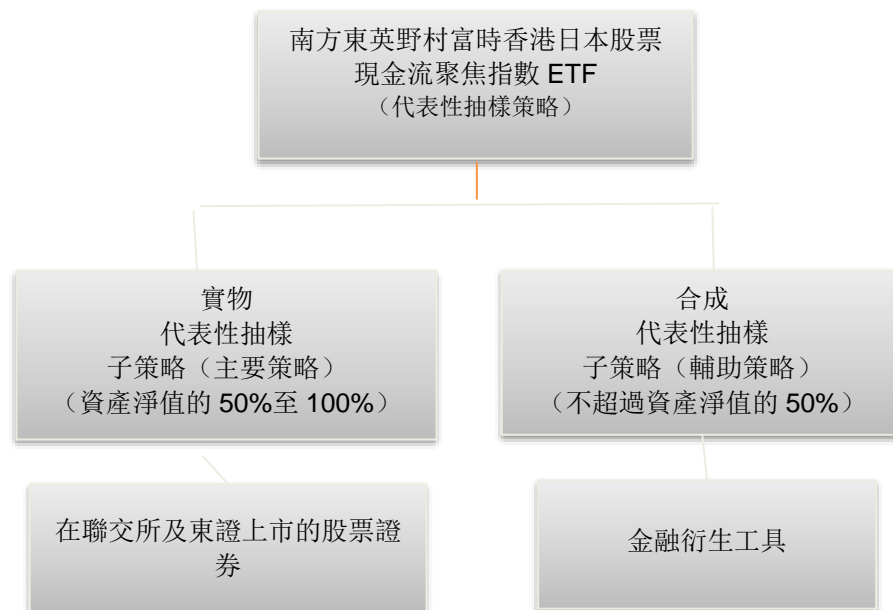 南方東英野村富時香港日本股票
現金流聚焦指數 ETF
（代表性抽樣策略）
實物
代表性抽樣
子策略（主要策略）
（資產淨值的 50%至 100%）
合成
代表性抽樣
子策略（輔助策略）
（不超過資產淨值的 50%）
在聯交所及東證上市的股票證
券
金融衍生工具